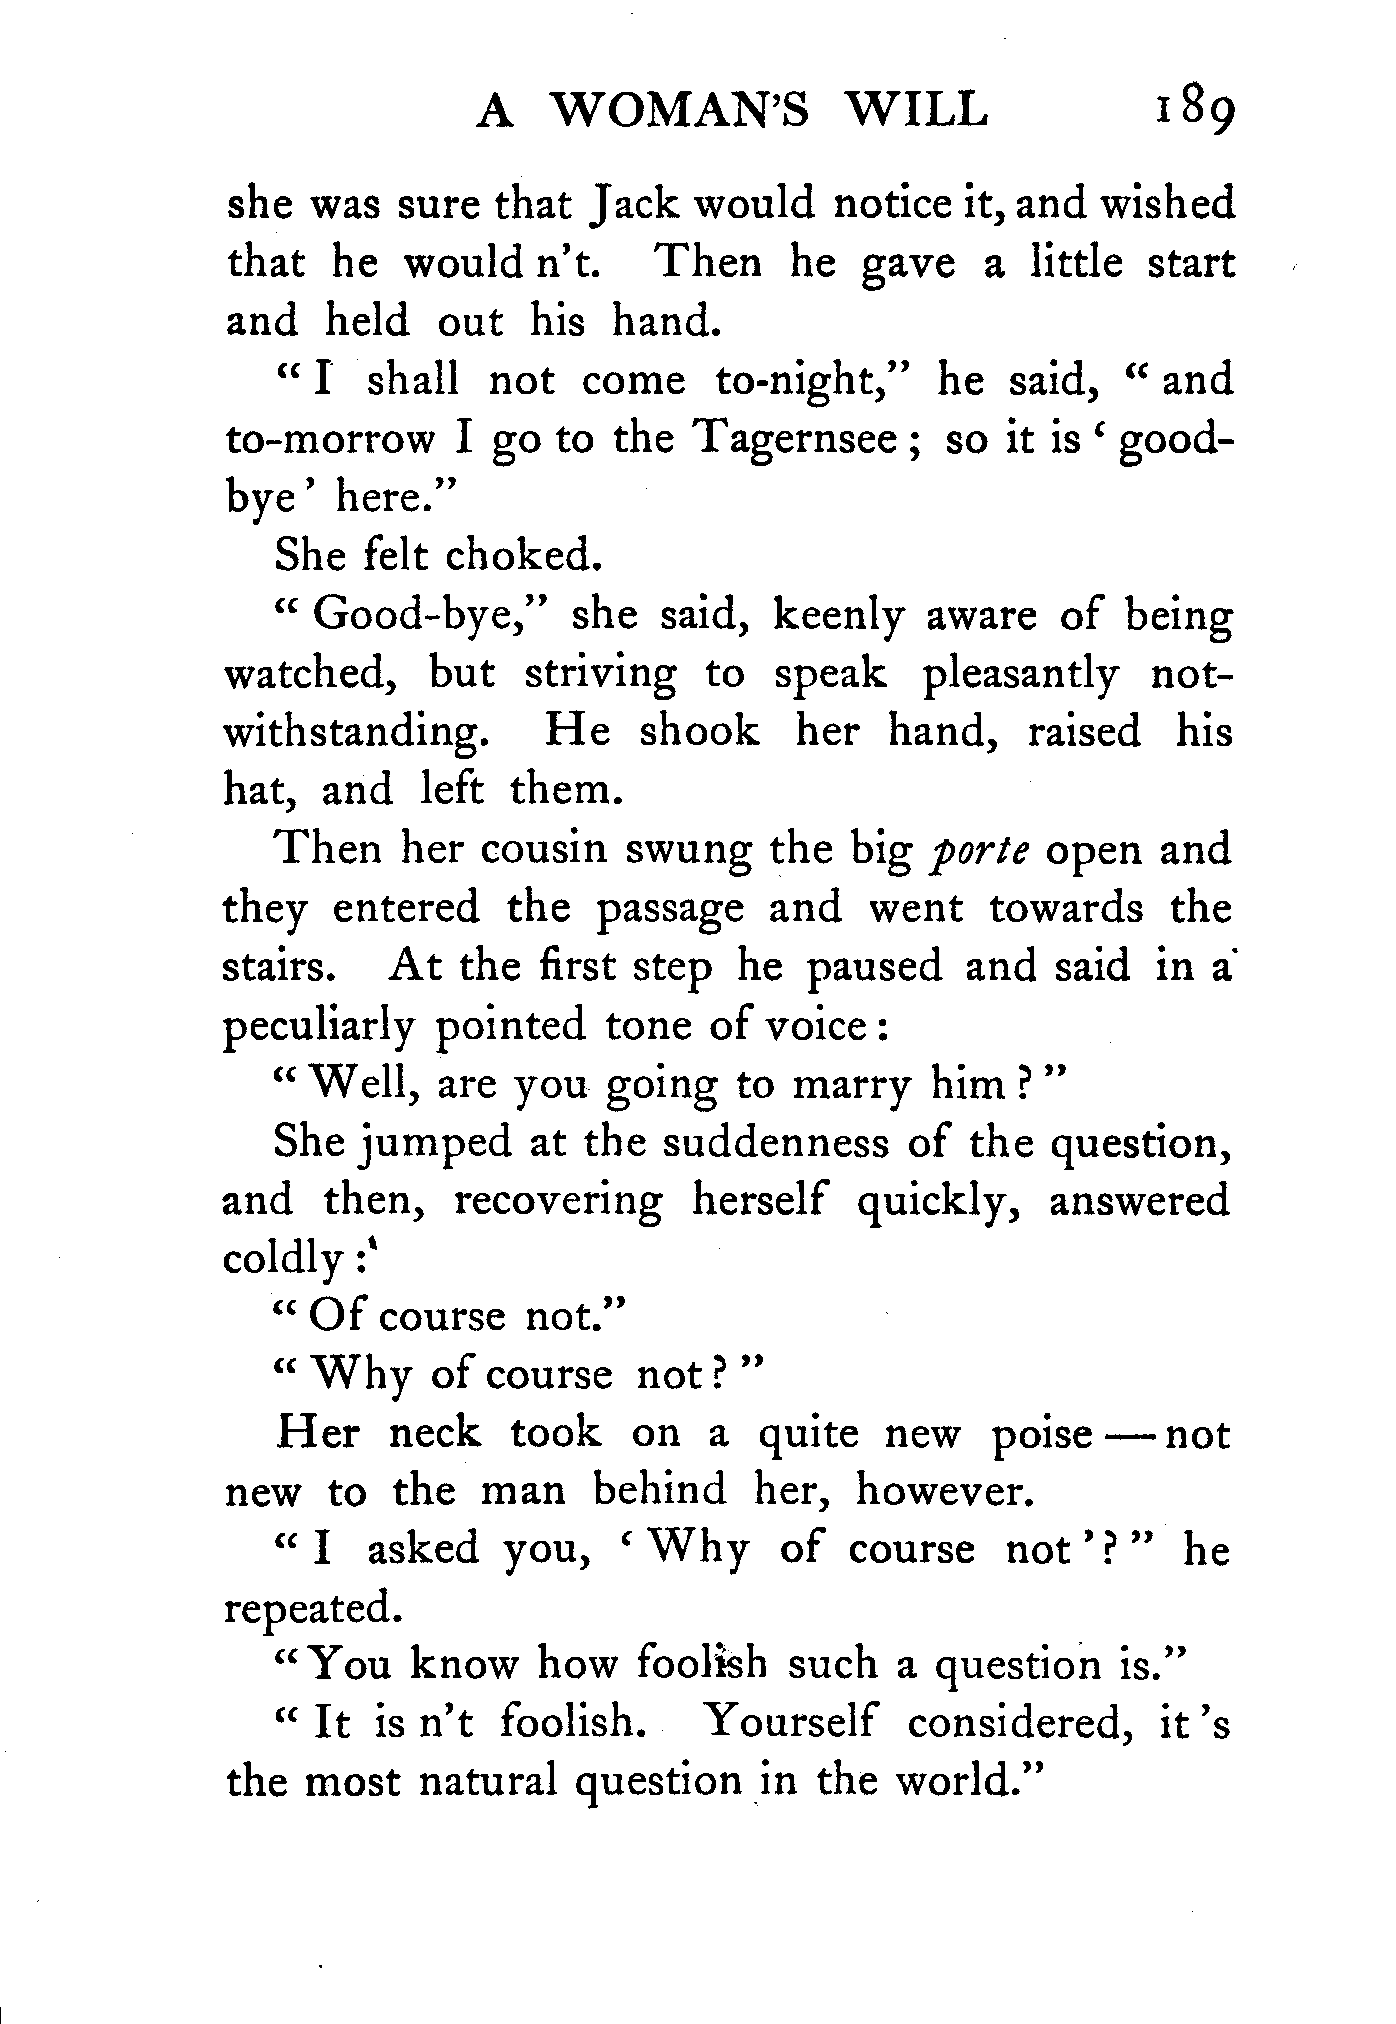 A WOMAN'S WILL 189
she was sure that Jack would notice it, and wished
that he would n't. Then he gave a little start
and held out his hand.
“ I shall not come to-night,” he said, “ and
to-morrow I go to the Tagernsee ; so it is ‘ good-
bye ’ here.”
She felt choked.
“ Good-bye,” she said, keenly aware of being
watched, but striving to speak pleasantly not-
withstanding. He shook her hand, raised his
hat, and left them.
Then her cousin swung the big porte open and
they entered the passage and went towards the
stairs. At the first step he paused and said in a
peculiarly pointed tone of voice :
“ Well, are you going to marry him ? ”
She jumped at the suddenness of the question,
and then, recovering herself quickly, answered
coldly :
“ Of course not.”
“ Why of course not ? ”
Her neck took on a quite new poise — not
new to the man behind her, however.
“ I asked you, ‘ Why of course not ’ ? ” he
repeated.
“ You know how foolish such a question is.”
“ It is n't foolish. Yourself considered, it 's
the most natural question in the world.”